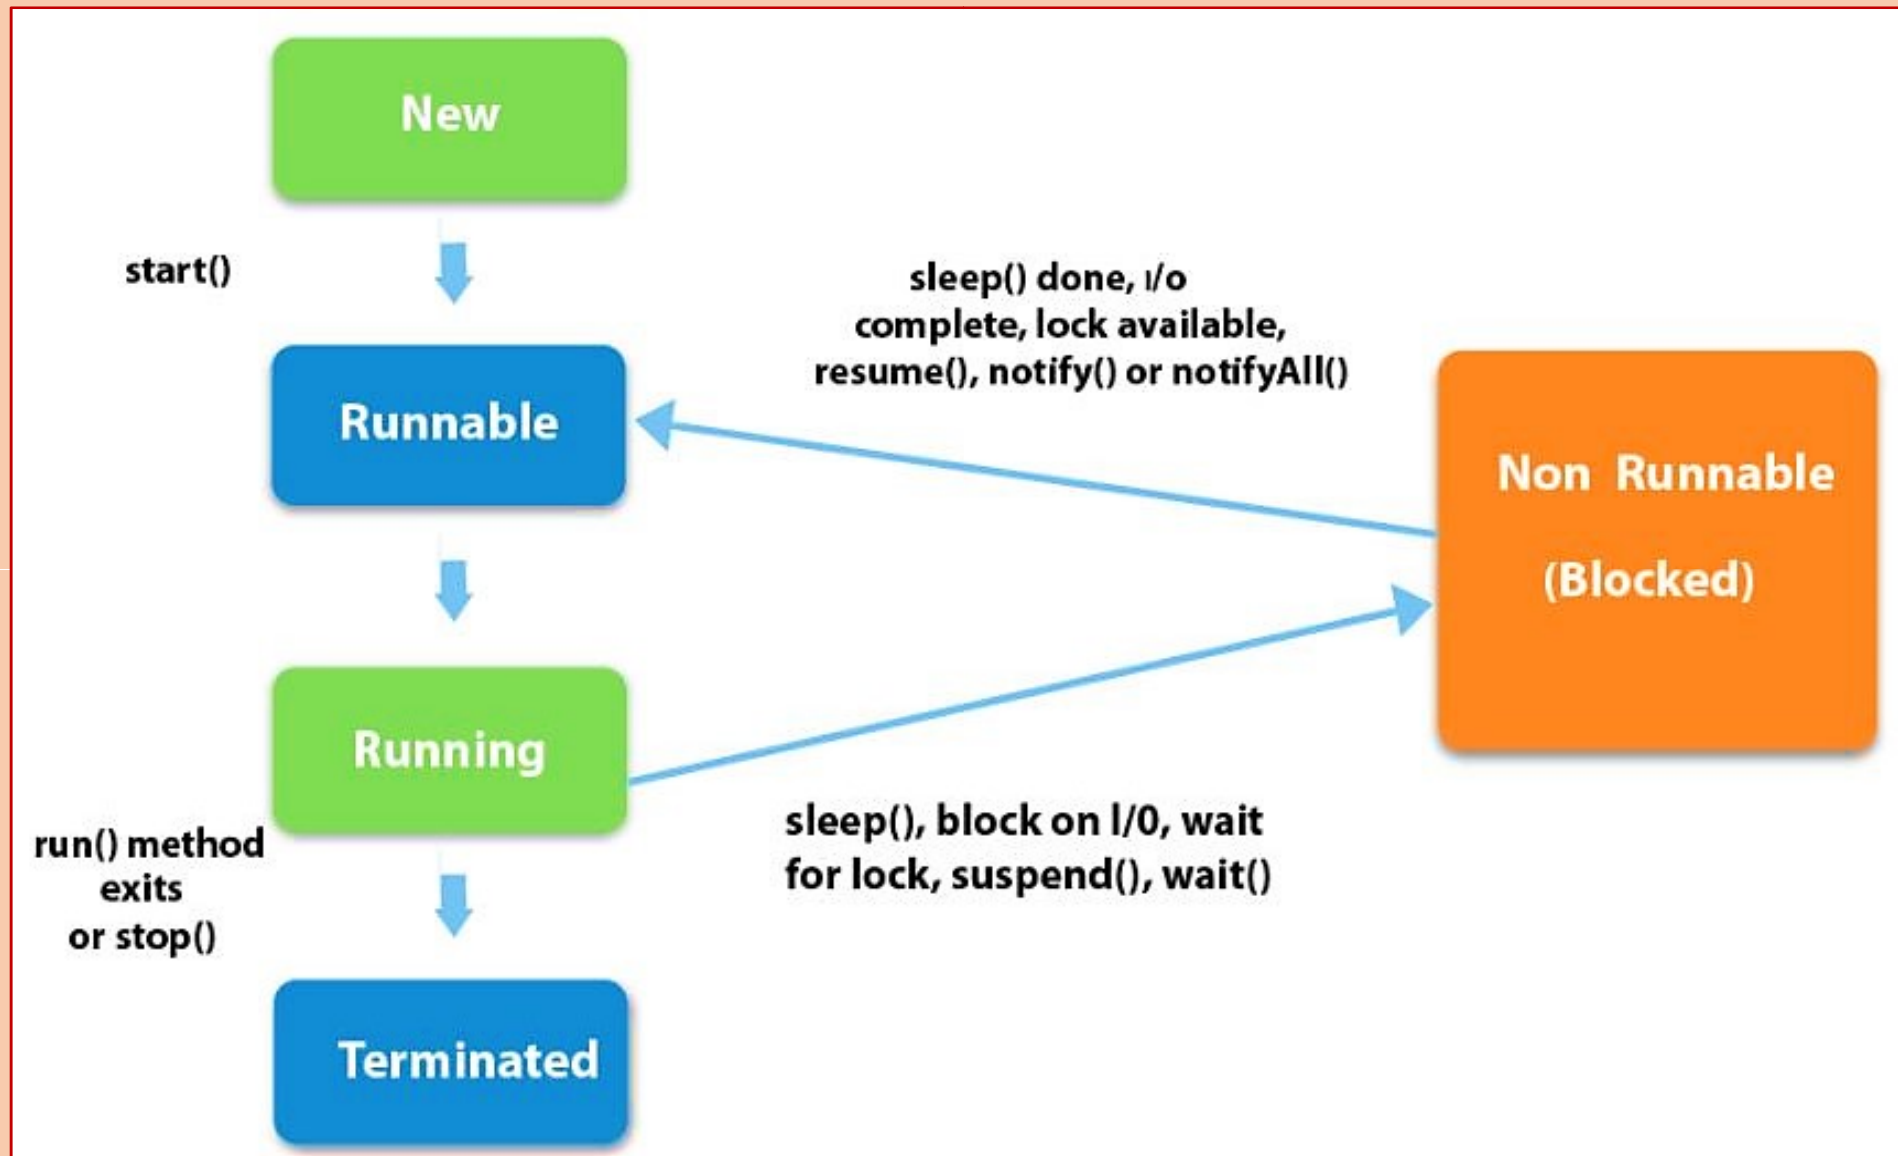 New
start()
sleep() done, I/o
complete, lock available,
resume(), notify() or notifyAll()
Runnable
Non Runnable
(Blocked)
Running
run() method
exits
or stop()
sleep(), block on I/0, wait
for lock, suspend(), wait()
Terminated